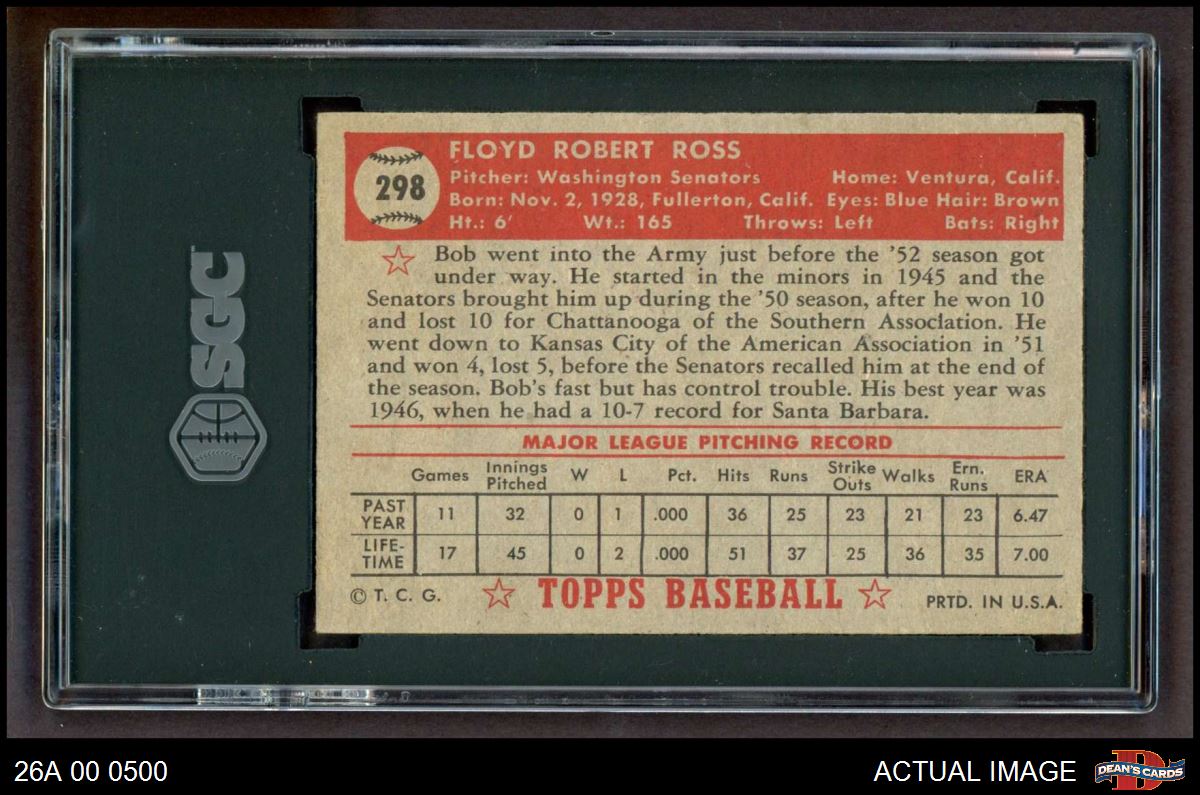 SGC
298
FLOYD ROBERT ROSS
Pitcher: Washington Senators Home: Ventura, Calif.
Born: Nov. 2, 1928, Fullerton, Calif. Eyes: Blue Hair: Brown
Ht.: 6' Wt.: 165 Throws: Left Bats: Right
Bob went into the Army just before the '52 season got
under way. He started in the minors in 1945 and the
Senators brought him up during the '50 season, after he won 10
and lost 10 for Chattanooga of the Southern Association. He
went down to Kansas City of the American Association in '51
and won 4, lost 5, before the Senators recalled him at the end of
the season. Bob's fast but has control trouble. His best year was
1946, when he had a 10-7 record for Santa Barbara.
MAJOR LEAGUE PITCHING RECORD
Games Innings Pitched W L Pct. Hits Runs Strike Outs Walks Ern. Runs ERA
PAST YEAR 11 32 0 1 .000 36 25 23 21 23 6.47
LIFE-TIME 17 45 0 2 .000 51 37 25 36 35 7.00
© T. C. G. TOPPS BASEBALL PRTD. IN U.S.A.
26A 00 0500 ACTUAL IMAGE DEAN'S CARDS